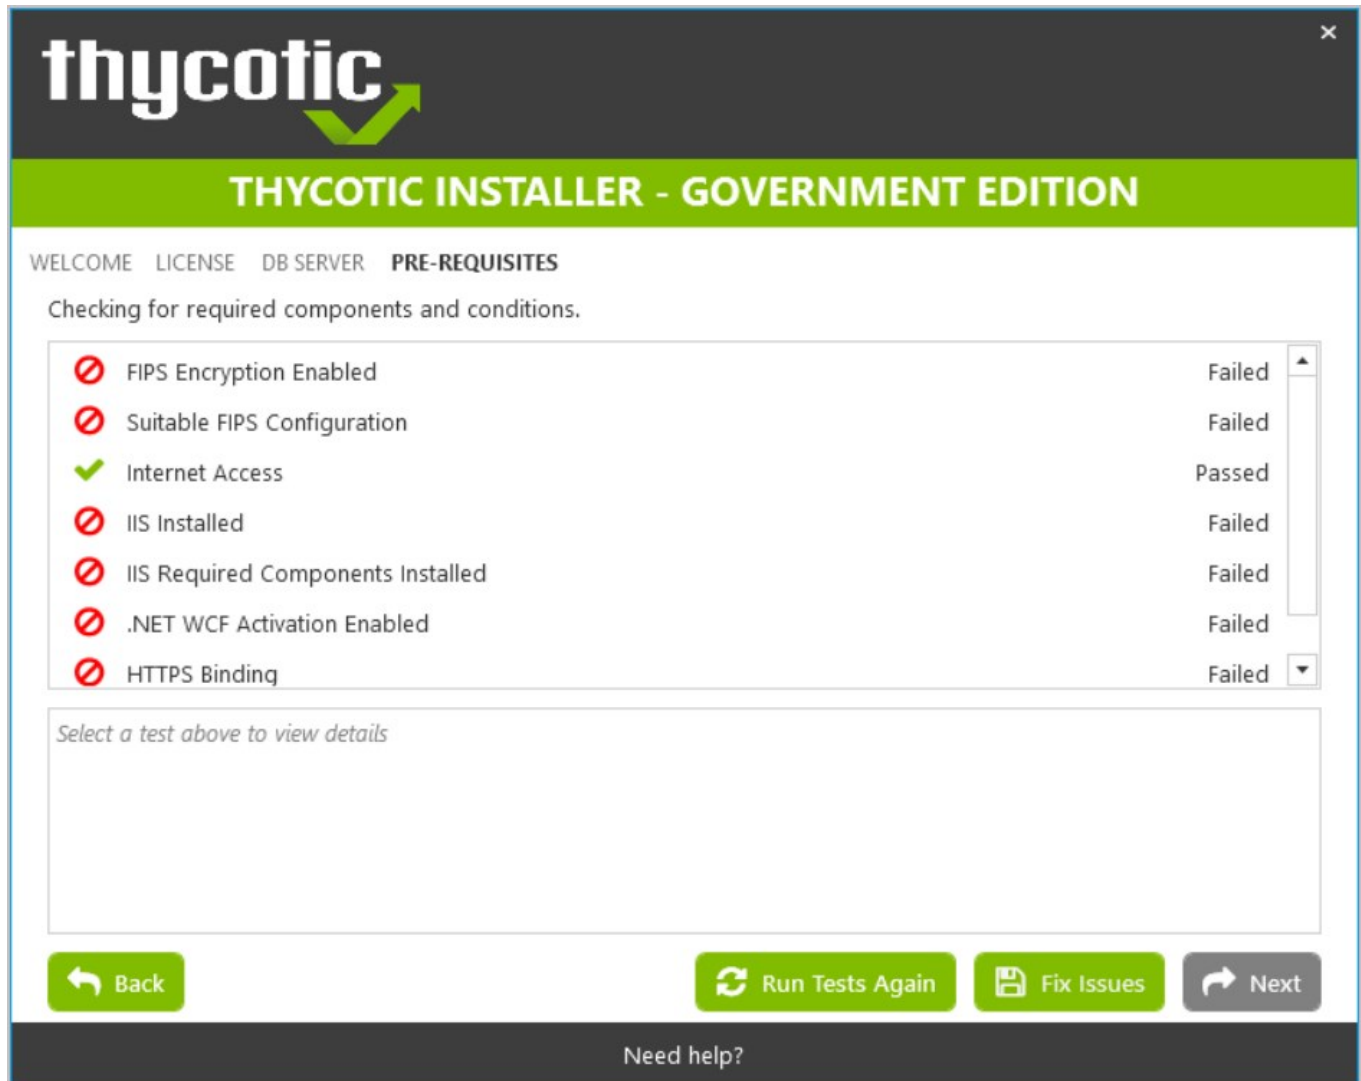 thycotic
×
THYCOTIC INSTALLER - GOVERNMENT EDITION
WELCOME LICENSE DB SERVER PRE-REQUISITES
Checking for required components and conditions.
FIPS Encryption Enabled Failed
Suitable FIPS Configuration Failed
Internet Access Passed
IIS Installed Failed
IIS Required Components Installed Failed
.NET WCF Activation Enabled Failed
HTTPS Binding Failed
Select a test above to view details
Back Run Tests Again Fix Issues Next
Need help?